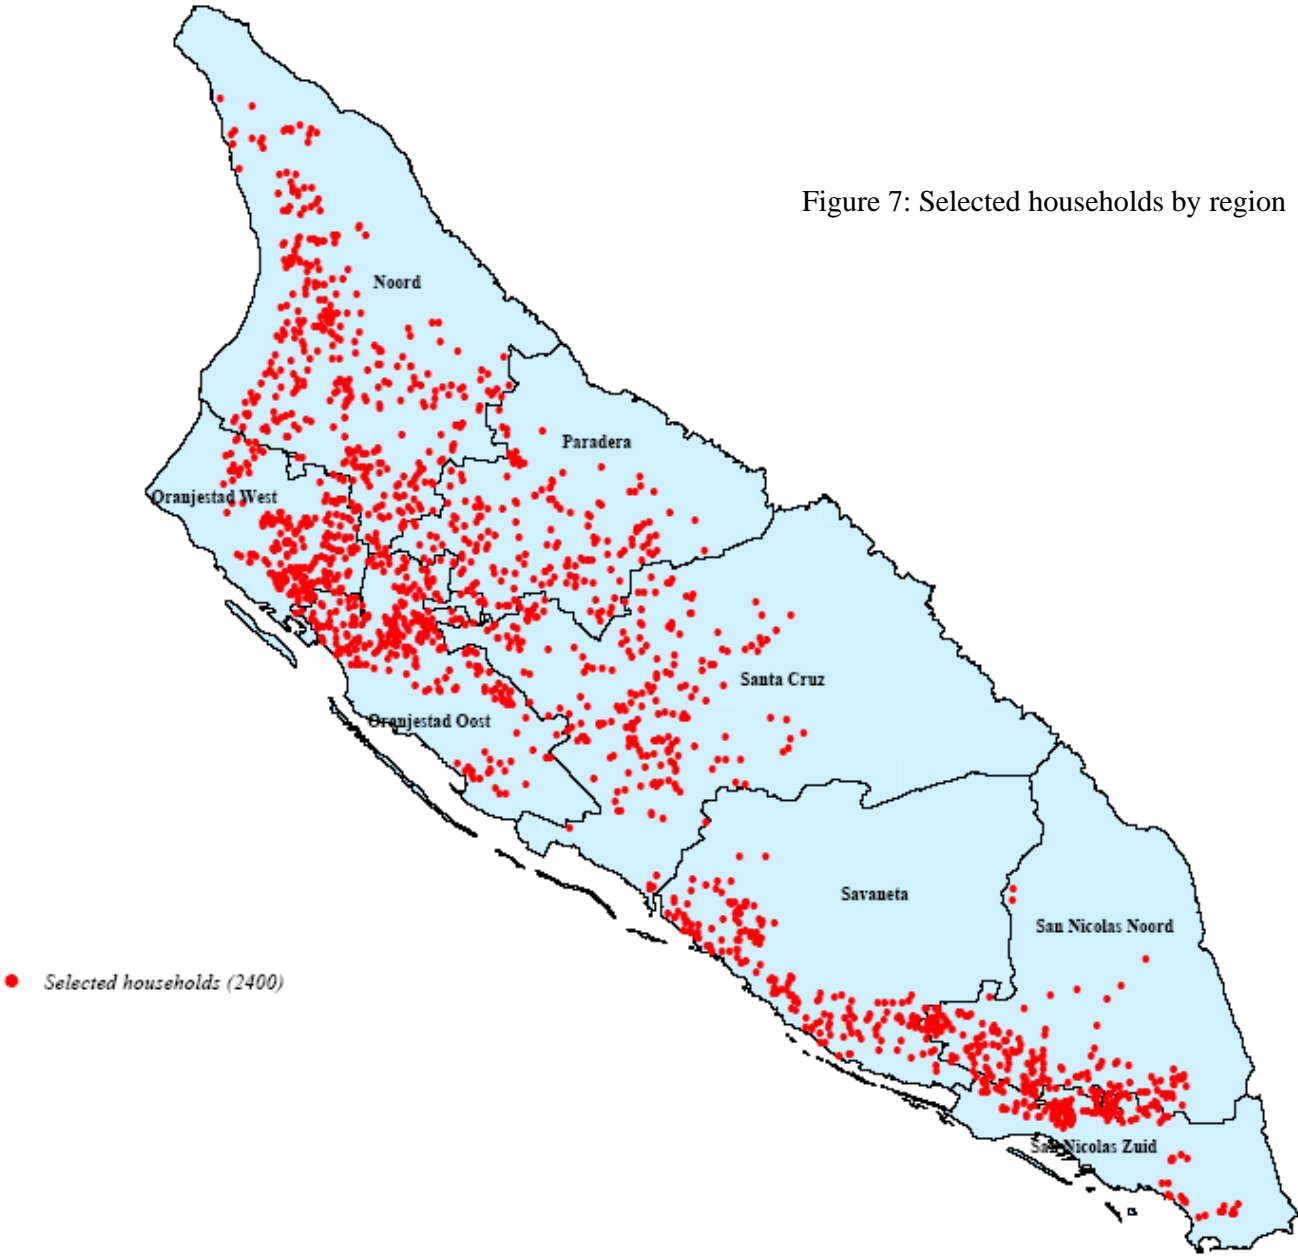 Figure 7: Selected households by region
Noord
Paradera
Oranjestad West
Santa Cruz
Oranjestad Oost
Savaneta
San Nicolas Noord
Selected households (2400)
San Nicolas Zuid